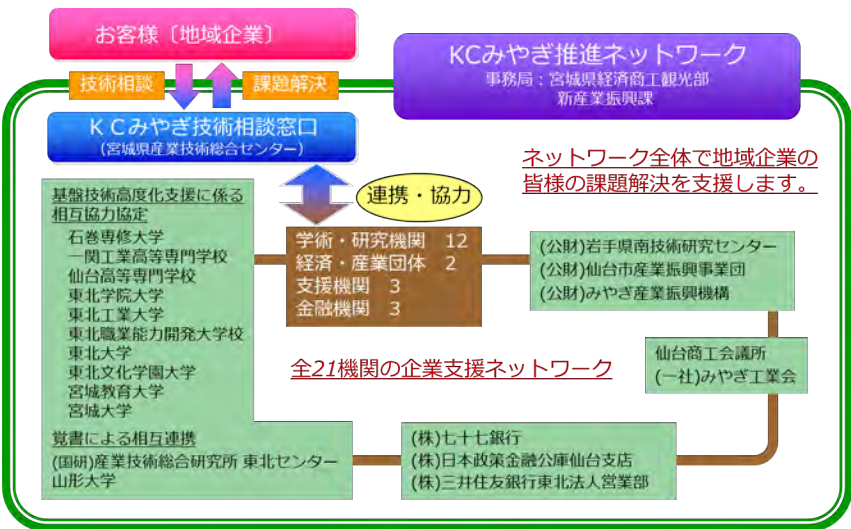 お客様〔地域企業〕
技術相談
課題解決
KCみやぎ推進ネットワーク
事務局：宮城県経済商工観光部
新産業振興課
ＫＣみやぎ技術相談窓口
(宮城県産業技術総合センター)
ネットワーク全体で地域企業の
皆様の課題解決を支援します。
連携・協力
基盤技術高度化支援に係る
相互協力協定
石巻専修大学
一関工業高等専門学校
仙台高等専門学校
東北学院大学
東北工業大学
東北職業能力開発大学校
東北大学
東北文化学園大学
宮城教育大学
宮城大学
覚書による相互連携
(国研)産業技術総合研究所 東北センター
山形大学
学術・研究機関　12
経済・産業団体　2
支援機関　3
金融機関　3
(公財)岩手県南技術研究センター
(公財)仙台市産業振興事業団
(公財)みやぎ産業振興機構
仙台商工会議所
(一社)みやぎ工業会
全21機関の企業支援ネットワーク
(株)七十七銀行
(株)日本政策金融公庫仙台支店
(株)三井住友銀行東北法人営業部